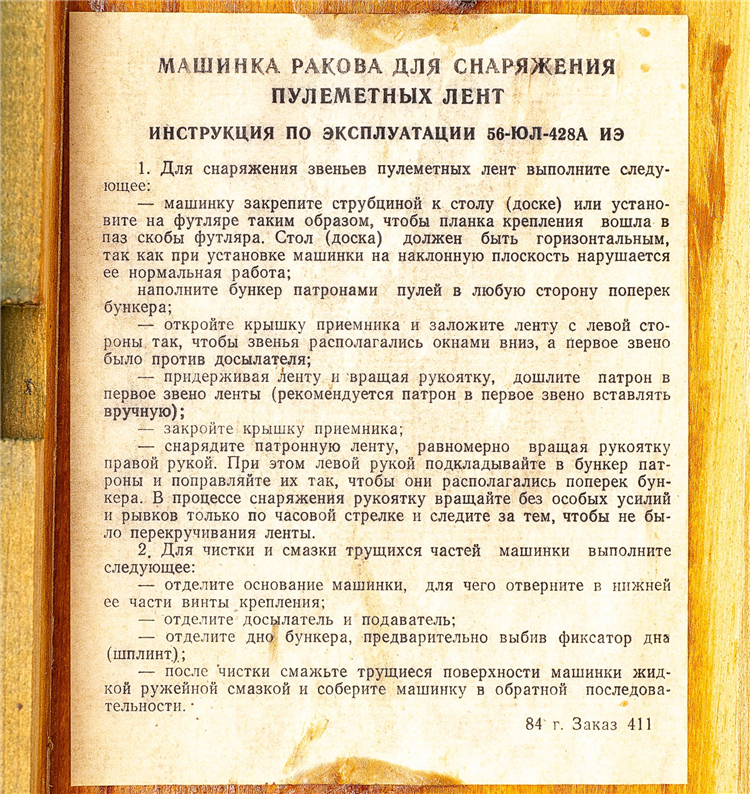 МАШИНКА РАКОВА ДЛЯ СНАРЯЖЕНИЯ
ПУЛЕМЕТНЫХ ЛЕНТ
ИНСТРУКЦИЯ ПО ЭКСПЛУАТАЦИИ 56-ЮЛ-428А ИЭ
1. Для снаряжения звеньев пулеметных лент выполните следу-
ющее:
— машинку закрепите струбциной к столу (доске) или устано-
вите на футляре таким образом, чтобы планка крепления вошла в
паз скобы футляра. Стол (доска) должен быть горизонтальным,
так как при установке машинки на наклонную плоскость нарушается
ее нормальная работа;
наполните бункер патронами пулей в любую сторону поперек
бункера;
— откройте крышку приемника и заложите ленту с левой сто-
роны так, чтобы звенья располагались окнами вниз, а первое звено
было против досылателя;
— придерживая ленту и вращая рукоятку, дошлите патрон в
первое звено ленты (рекомендуется патрон в первое звено вставлять
вручную);
— закройте крышку приемника;
— снарядите патронную ленту, равномерно вращая рукоятку
правой рукой. При этом левой рукой подкладывайте в бункер пат-
роны и поправляйте их так, чтобы они располагались поперек бун-
кера. В процессе снаряжения рукоятку вращайте без особых усилий
и рывков только по часовой стрелке и следите за тем, чтобы не бы-
ло перекручивания ленты.
2. Для чистки и смазки трущихся частей машинки выполните
следующее:
— отделите основание машинки, для чего отверните в нижней
ее части винты крепления;
— отделите досылатель и подаватель;
— отделите дно бункера, предварительно выбив фиксатор дна
(шплинт);
— после чистки смажьте трущиеся поверхности машинки жид-
кой ружейной смазкой и соберите машинку в обратной последова-
тельности.
84 г. Заказ 411